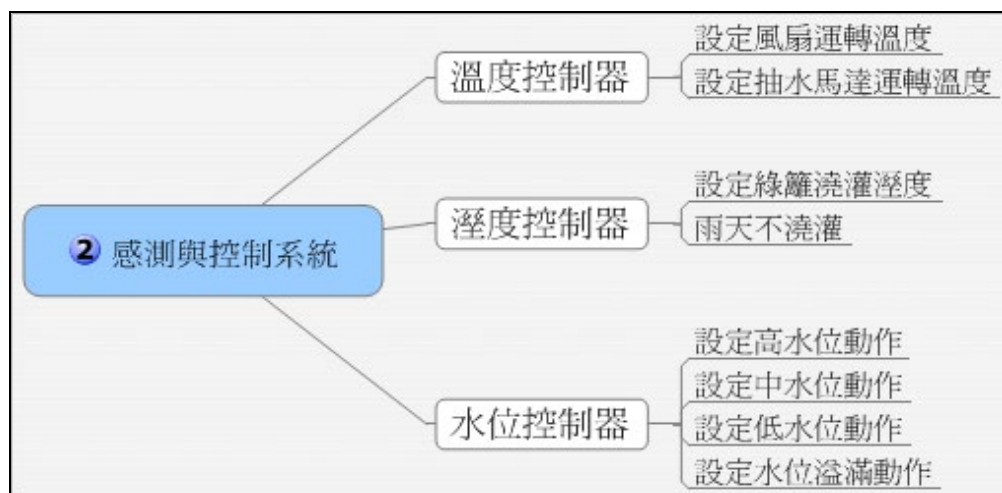 溫度控制器
設定風扇運轉溫度
設定抽水馬達運轉溫度
2 感測與控制系統
溼度控制器
設定綠籬澆灌溼度
雨天不澆灌
水位控制器
設定高水位動作
設定中水位動作
設定低水位動作
設定水位溢滿動作